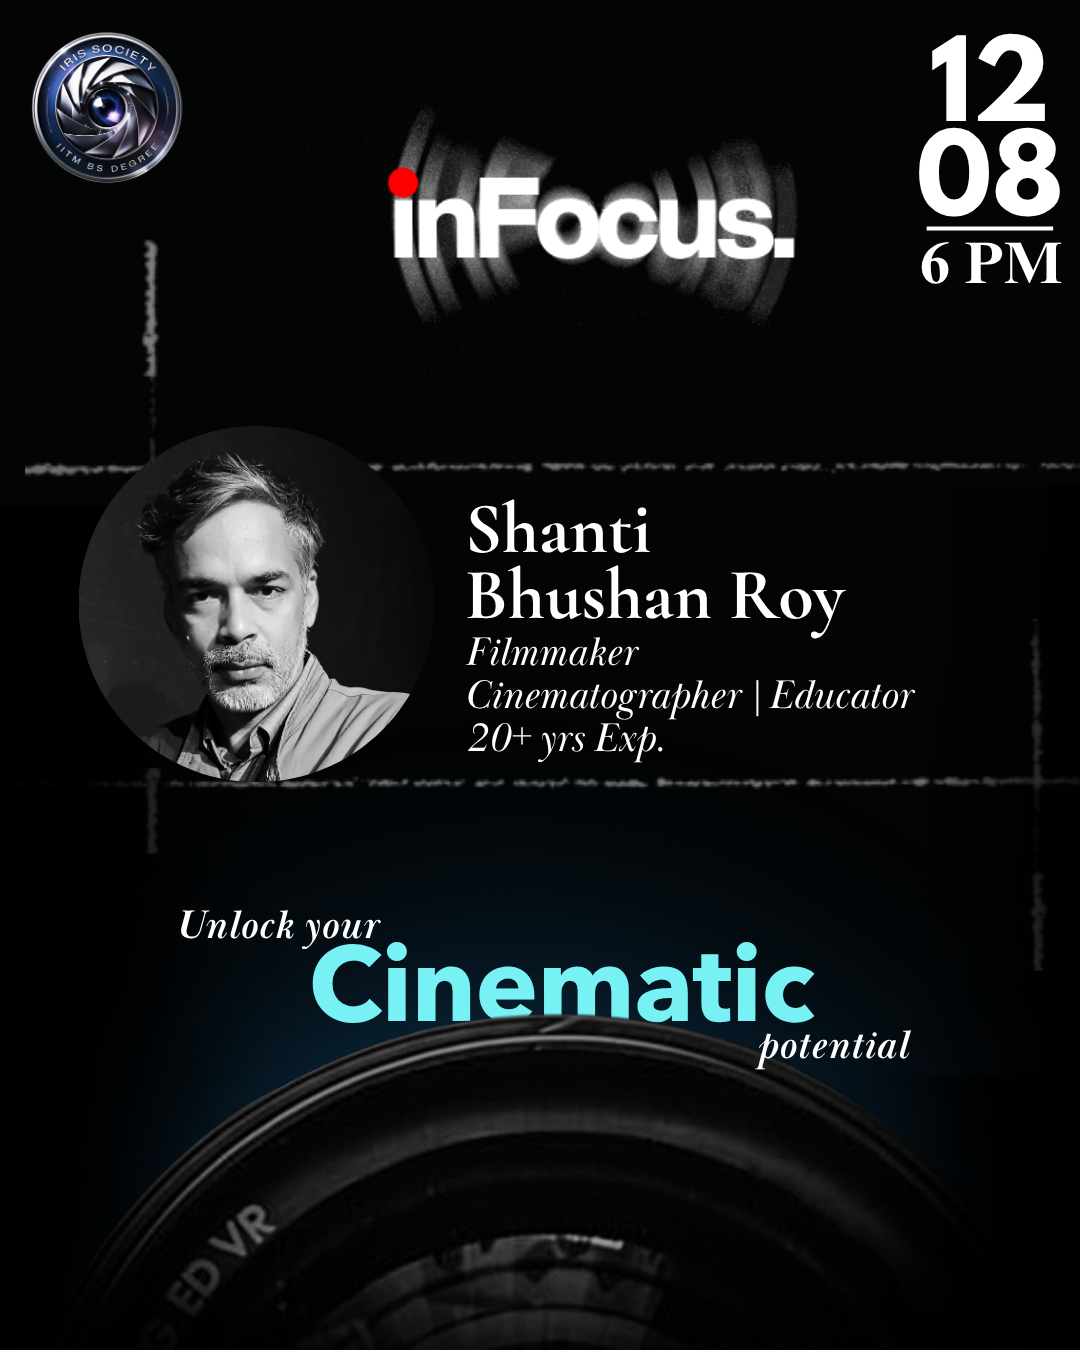 IRIS SOCIETY
IITM BS DEGREE
inFocus.
12
08
6 PM
Shanti
Bhushan Roy
Filmmaker
Cinematographer | Educator
20+ yrs Exp.
Unlock your
Cinematic
potential
G ED VR